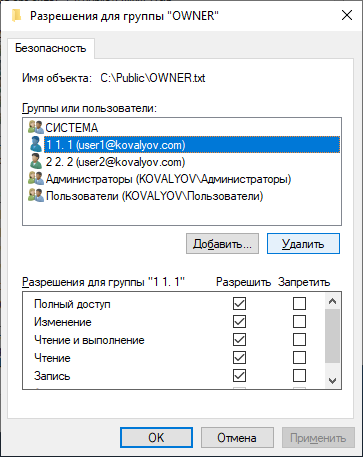 Разрешения для группы "OWNER"
Безопасность
Имя объекта: C:\Public\OWNER.txt
Группы или пользователи:
СИСТЕМА
1 1. 1 (user1@kovalyov.com)
2 2. 2 (user2@kovalyov.com)
Администраторы (KOVALYOV\Администраторы)
Пользователи (KOVALYOV\Пользователи)
Добавить... Удалить
Разрешения для группы "1 1. 1" Разрешить Запретить
Полный доступ
Изменение
Чтение и выполнение
Чтение
Запись
OK Отмена Применить